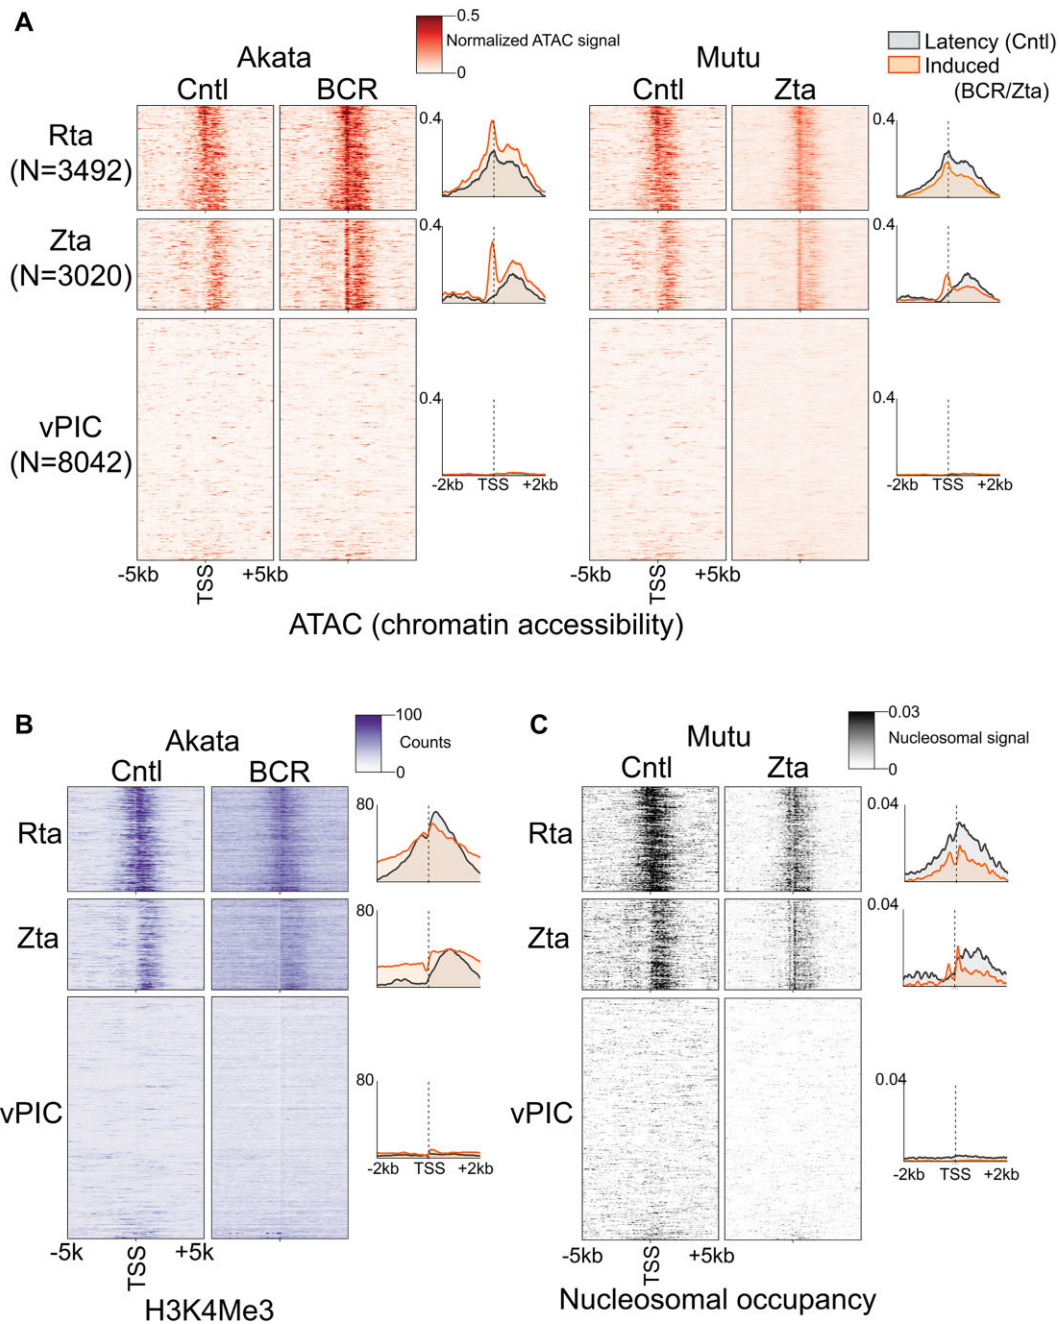 A
0.5
Normalized ATAC signal
0
Latency (Cntl)
Induced
(BCR/Zta)
Akata
Mutu
Cntl
BCR
Cntl
Zta
Rta
(N=3492)
0.4
0.4
Zta
(N=3020)
0.4
0.4
vPIC
(N=8042)
0.4
0.4
-2kb TSS +2kb
-2kb TSS +2kb
-5kb TSS +5kb
-5kb TSS +5kb
ATAC (chromatin accessibility)
B
100
Counts
0
Akata
Cntl
BCR
Rta
80
Zta
80
vPIC
80
-2kb TSS +2kb
-5k TSS +5k
H3K4Me3
C
0.03
Nucleosomal signal
0
Mutu
Cntl
Zta
Rta
0.04
Zta
0.04
vPIC
0.04
-2kb TSS +2kb
-5kb TSS +5kb
Nucleosomal occupancy